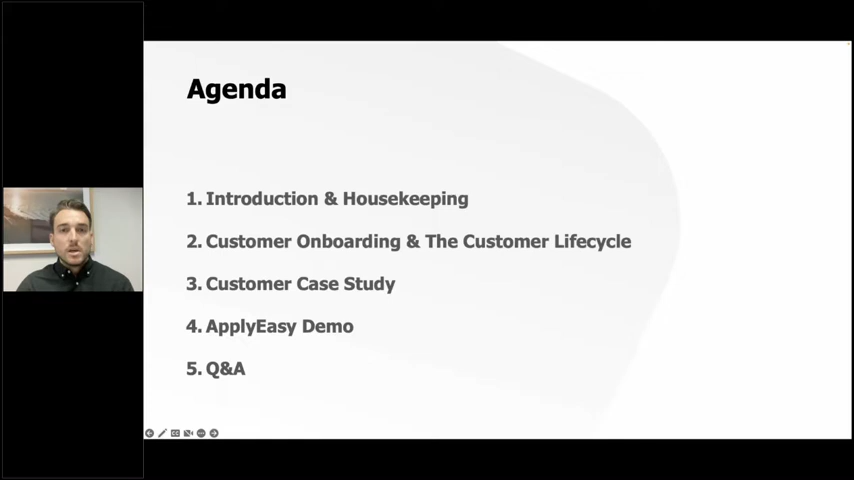 Agenda
1. Introduction & Housekeeping
2. Customer Onboarding & The Customer Lifecycle
3. Customer Case Study
4. ApplyEasy Demo
5. Q&A